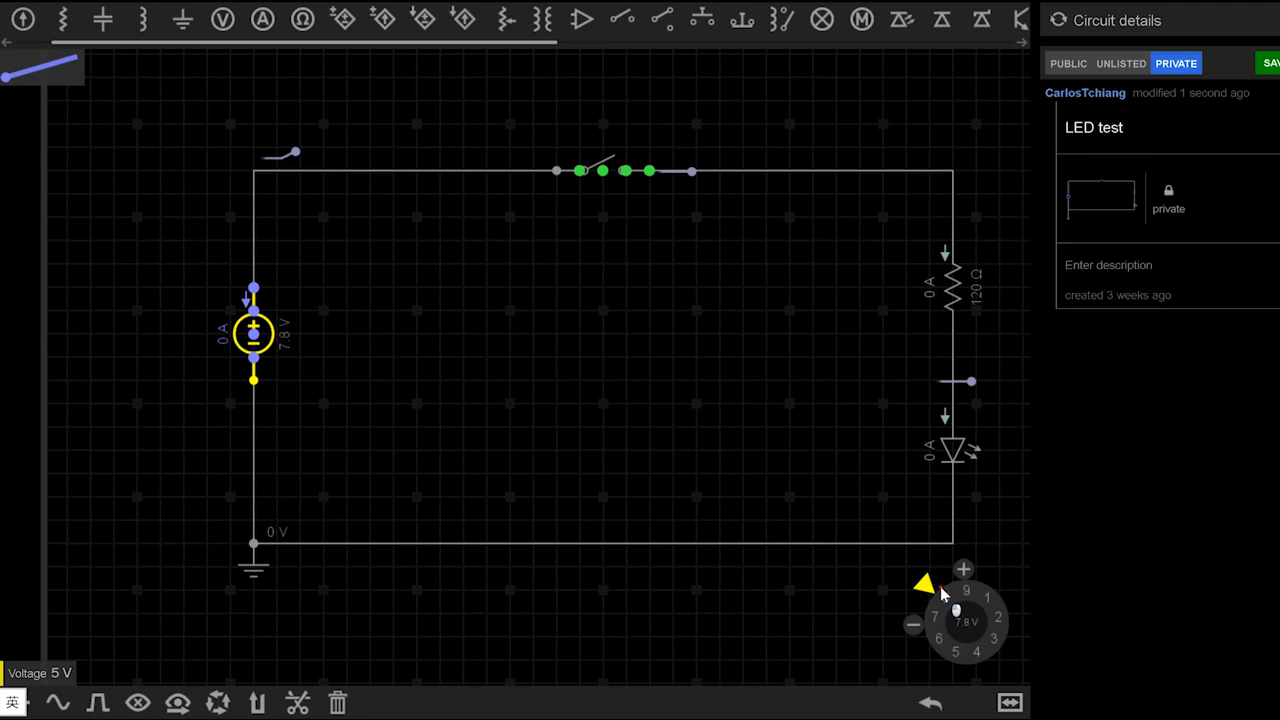 V
A
Ω
M
Circuit details
PUBLIC
UNLISTED
PRIVATE
SAV
CarlosTchiang
modified 1 second ago
LED test
private
Enter description
created 3 weeks ago
0 A
7.8 V
0 A
120 Ω
0 A
0 V
9
1
2
3
4
5
6
7
7.8 V
Voltage 5 V
英